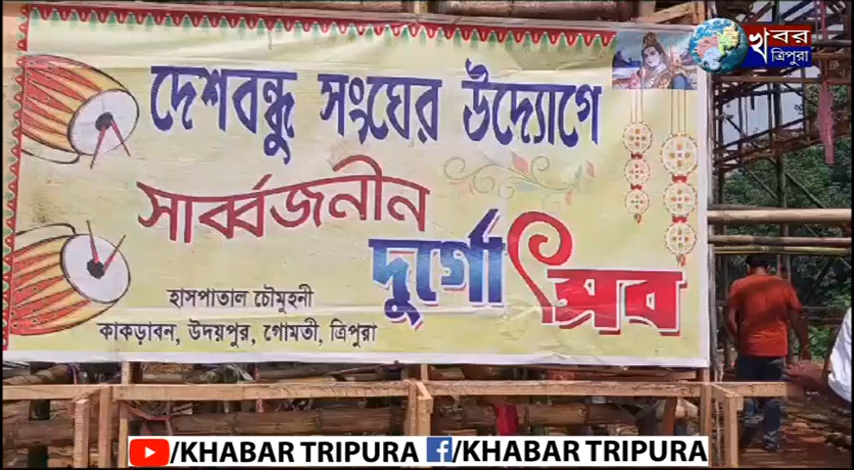 দেশবন্ধু সংঘের উদ্যোগে
সার্ব্বজনীন
দুর্গোৎসব
হাসপাতাল চৌমুহনী
কাকড়াবন, উদয়পুর, গোমতী, ত্রিপুরা
খবর
ত্রিপুরা
/KHABAR TRIPURA f/KHABAR TRIPURA